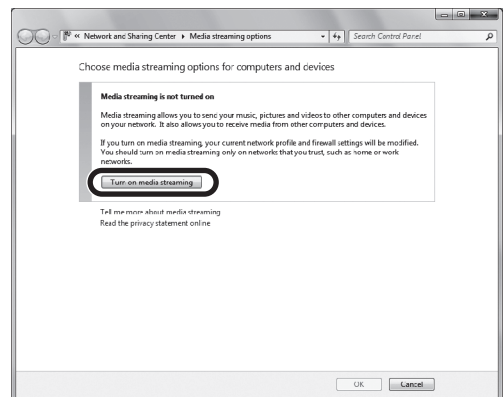 « Network and Sharing Center ▸ Media streaming options
Search Control Panel
Choose media streaming options for computers and devices
Media streaming is not turned on
Media streaming allows you to send your music, pictures and videos to other computers and devices
on your network. It also allows you to receive media from other computers and devices.
If you turn on media streaming, your current network profile and firewall settings will be modified.
You should turn on media streaming only on networks that you trust, such as home or work
networks.
Turn on media streaming
Tell me more about media streaming
Read the privacy statement online
OK
Cancel